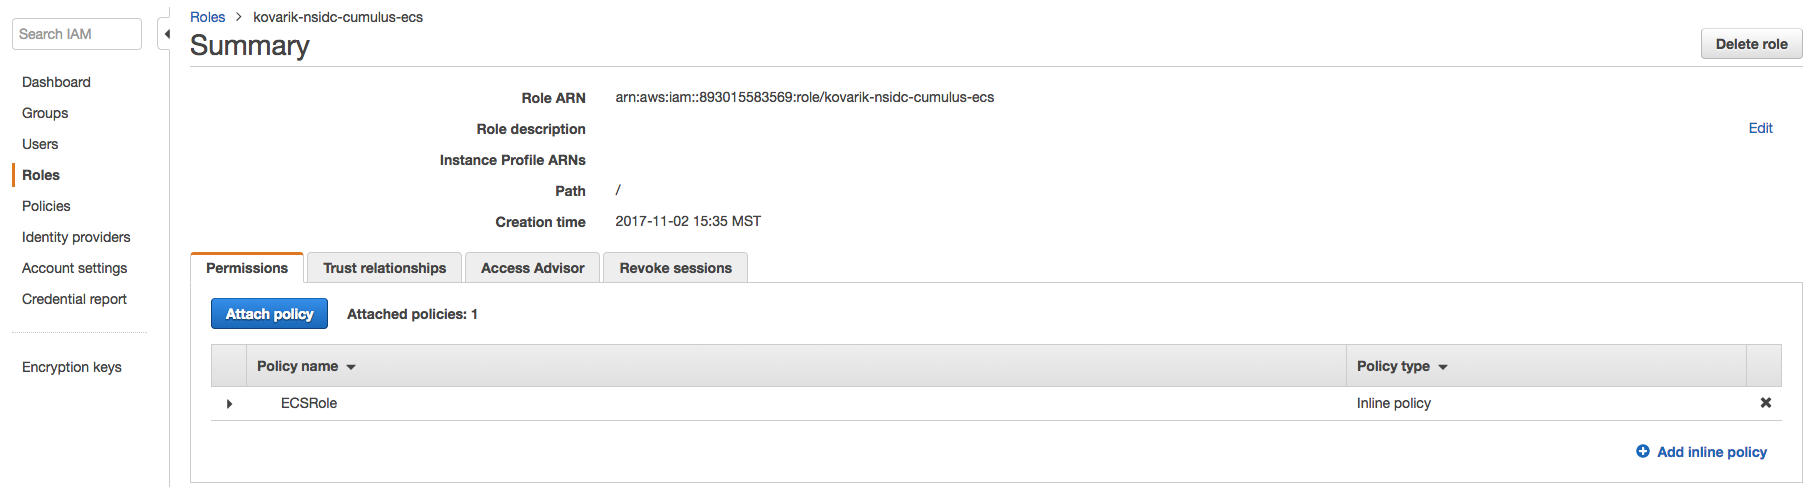 Search IAM
Dashboard
Groups
Users
Roles
Policies
Identity providers
Account settings
Credential report
Encryption keys
Roles > kovarik-nsidc-cumulus-ecs
Summary
Delete role
Role ARN arn:aws:iam::893015583569:role/kovarik-nsidc-cumulus-ecs
Role description Edit
Instance Profile ARNs
Path /
Creation time 2017-11-02 15:35 MST
Permissions Trust relationships Access Advisor Revoke sessions
Attach policy Attached policies: 1
Policy name Policy type
ECSRole Inline policy
Add inline policy